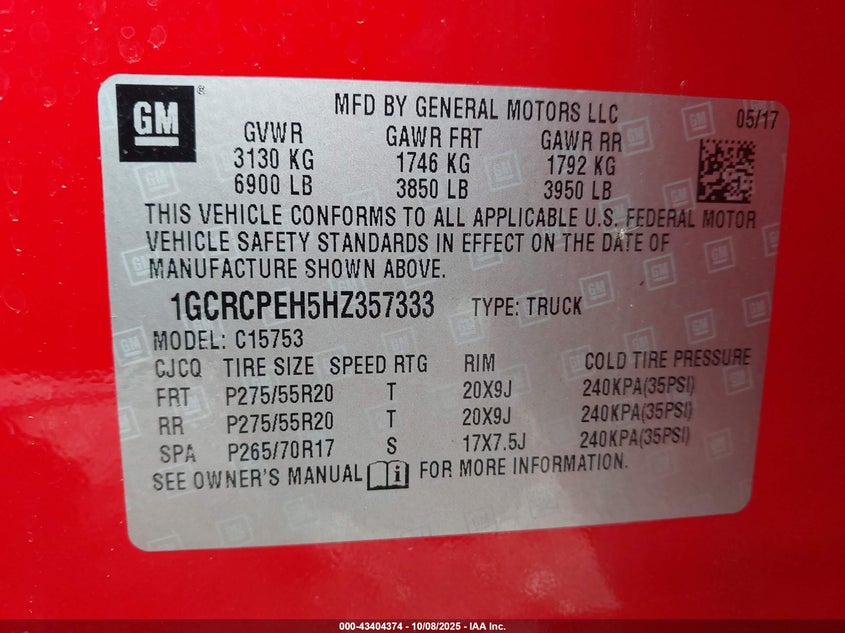 GM
®
MFD BY GENERAL MOTORS LLC
05/17
GVWR GAWR FRT GAWR RR
3130 KG 1746 KG 1792 KG
6900 LB 3850 LB 3950 LB
THIS VEHICLE CONFORMS TO ALL APPLICABLE U.S. FEDERAL MOTOR
VEHICLE SAFETY STANDARDS IN EFFECT ON THE DATE OF
MANUFACTURE SHOWN ABOVE.
1GCRCPEH5HZ357333 TYPE: TRUCK
MODEL: C15753
CJCQ TIRE SIZE SPEED RTG RIM COLD TIRE PRESSURE
FRT P275/55R20 T 20X9J 240KPA(35PSI)
RR P275/55R20 T 20X9J 240KPA(35PSI)
SPA P265/70R17 S 17X7.5J 240KPA(35PSI)
SEE OWNER'S MANUAL i FOR MORE INFORMATION.
000-43404374 - 10/08/2025 - IAA Inc.